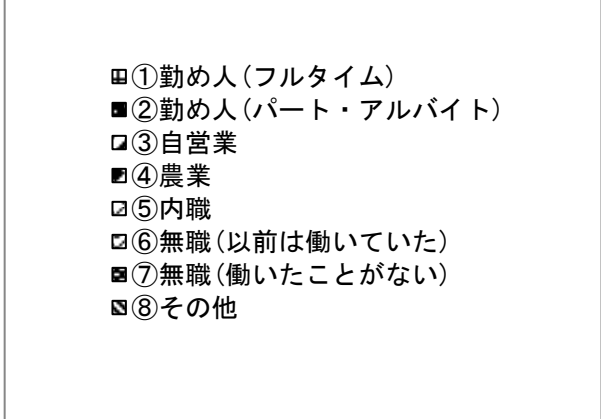 ①勤め人(フルタイム)
②勤め人(パート・アルバイト)
③自営業
④農業
⑤内職
⑥無職(以前は働いていた)
⑦無職(働いたことがない)
⑧その他